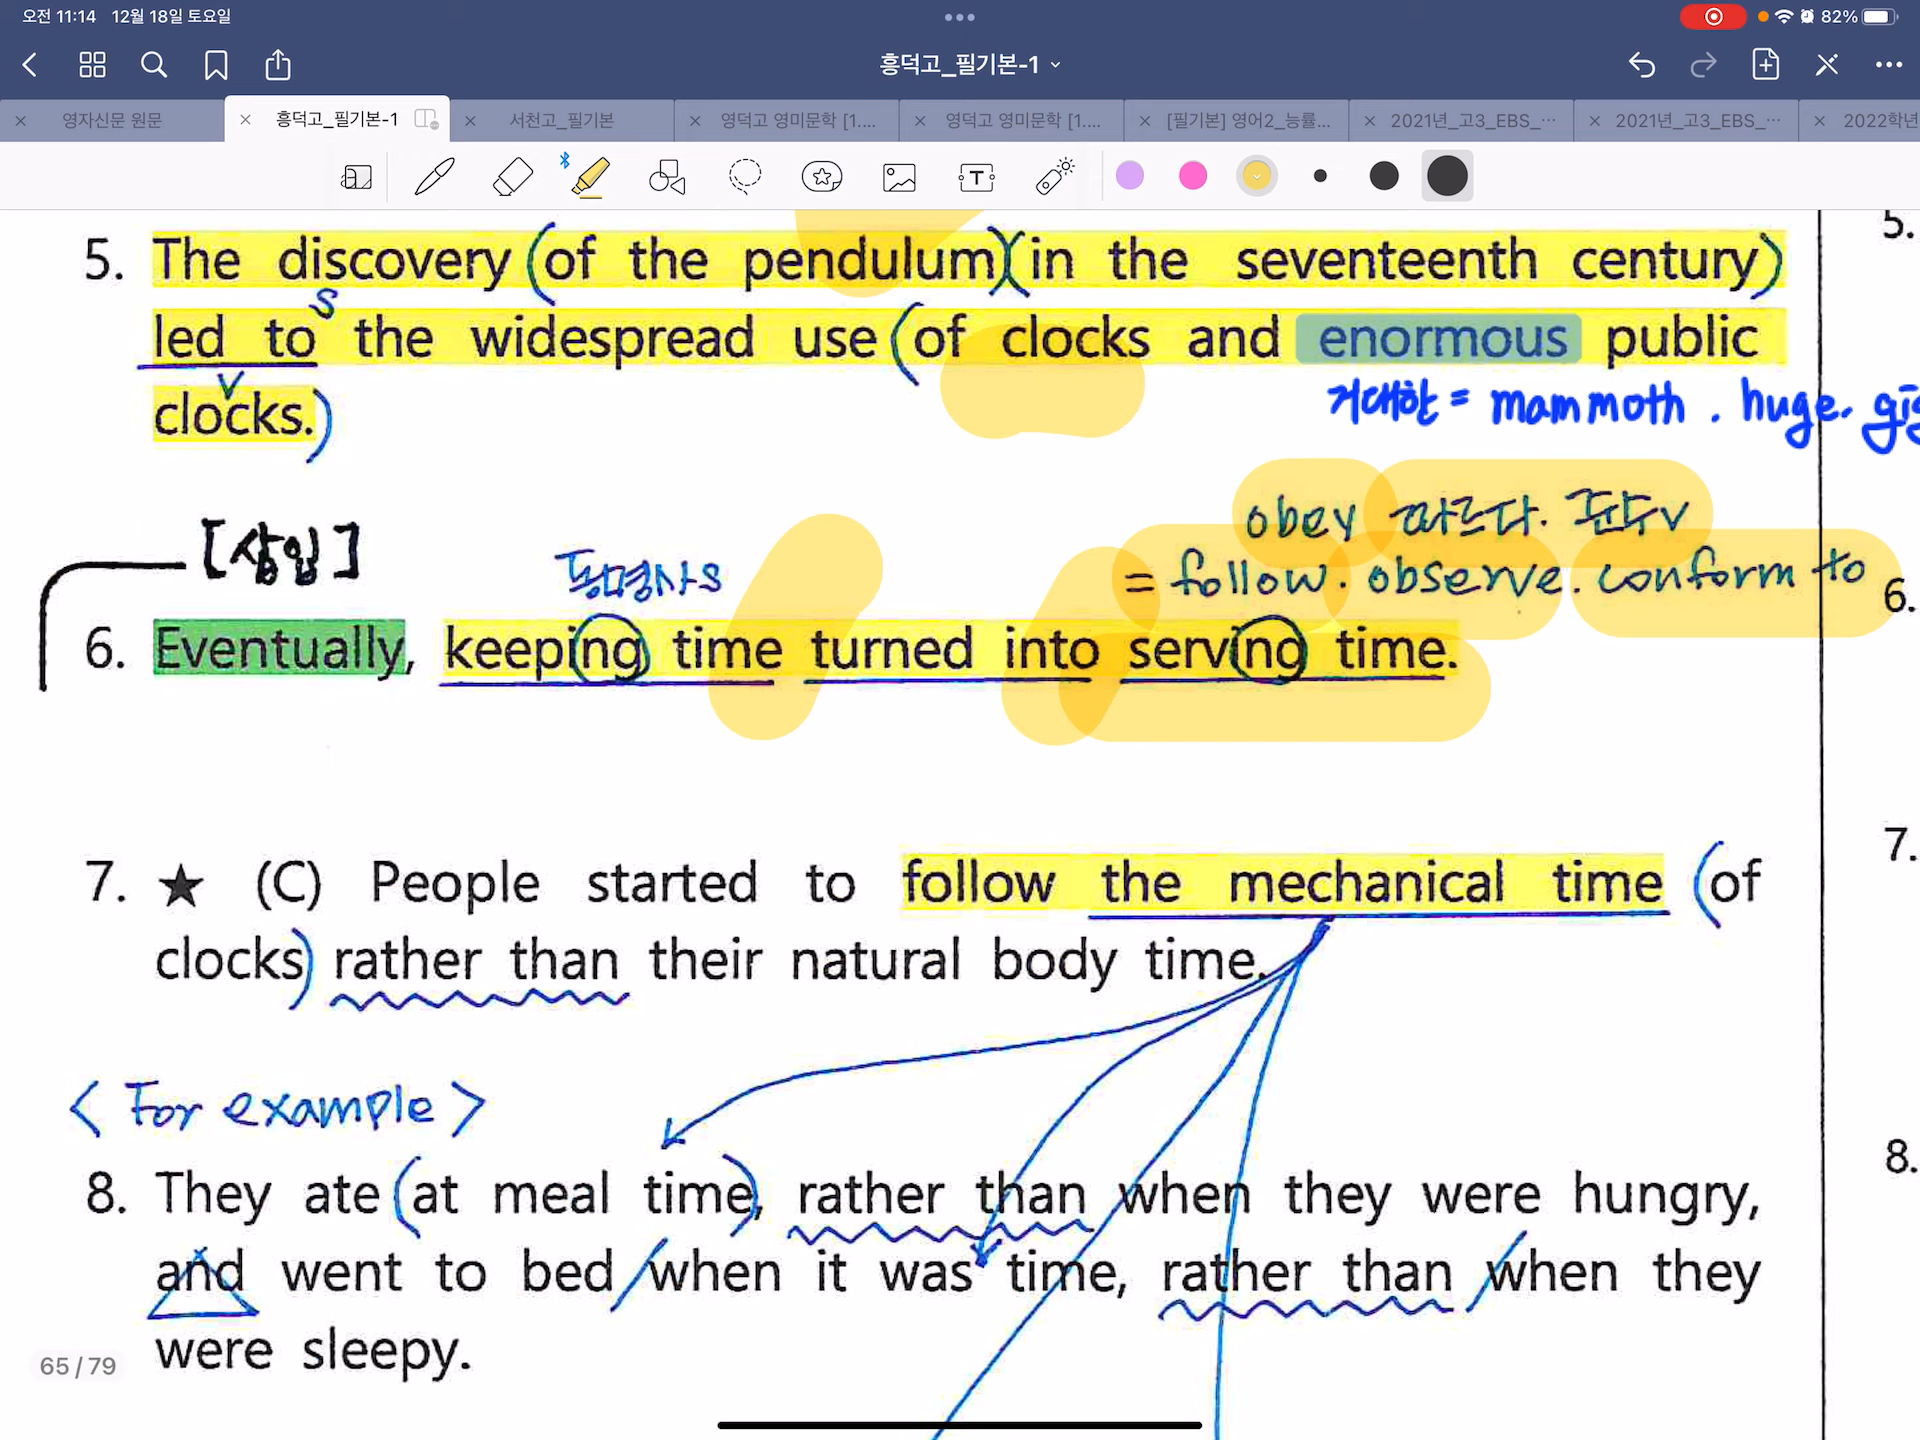 오전 11:14 12월 18일 토요일 82%
흥덕고_필기본-1
영자신문 원문 흥덕고_필기본-1 서천고_필기본 영덕고 영미문학 [1.... 영덕고 영미문학 [1.... [필기본] 영어2_능률... 2021년_고3_EBS_... 2021년_고3_EBS_... 2022학년
5. The discovery (of the pendulum)(in the seventeenth century) 5.
s
led to the widespread use (of clocks and enormous public
v
clocks.)
거대한 = mammoth . huge.
[삽입]
obey 따르다. 준수v
동명사s
= follow. observe. conform to
6. Eventually, keeping time turned into serving time. 6.
7. ★ (C) People started to follow the mechanical time (of 7.
clocks) rather than their natural body time.
< For example >
8. They ate (at meal time), rather than when they were hungry, 8.
and went to bed / when it was time, rather than / when they
were sleepy.
65 / 79